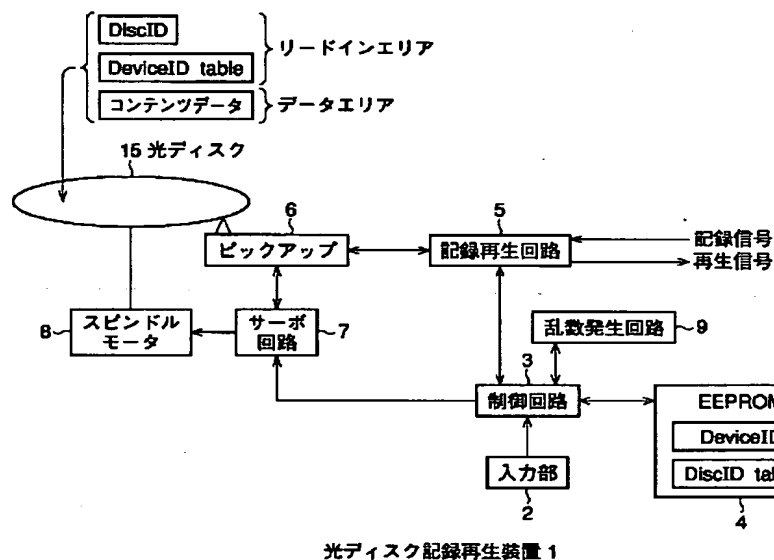 DiscID
DeviceID table
リードインエリア
コンテンツデータ
データエリア
15 光ディスク
6
ピックアップ
5
記録再生回路
記録信号
再生信号
8
スピンドル
モータ
サーボ
回路
7
乱数発生回路
9
3
制御回路
EEPROM
DeviceID
DiscID tab
入力部
2
4
光ディスク記録再生装置 1